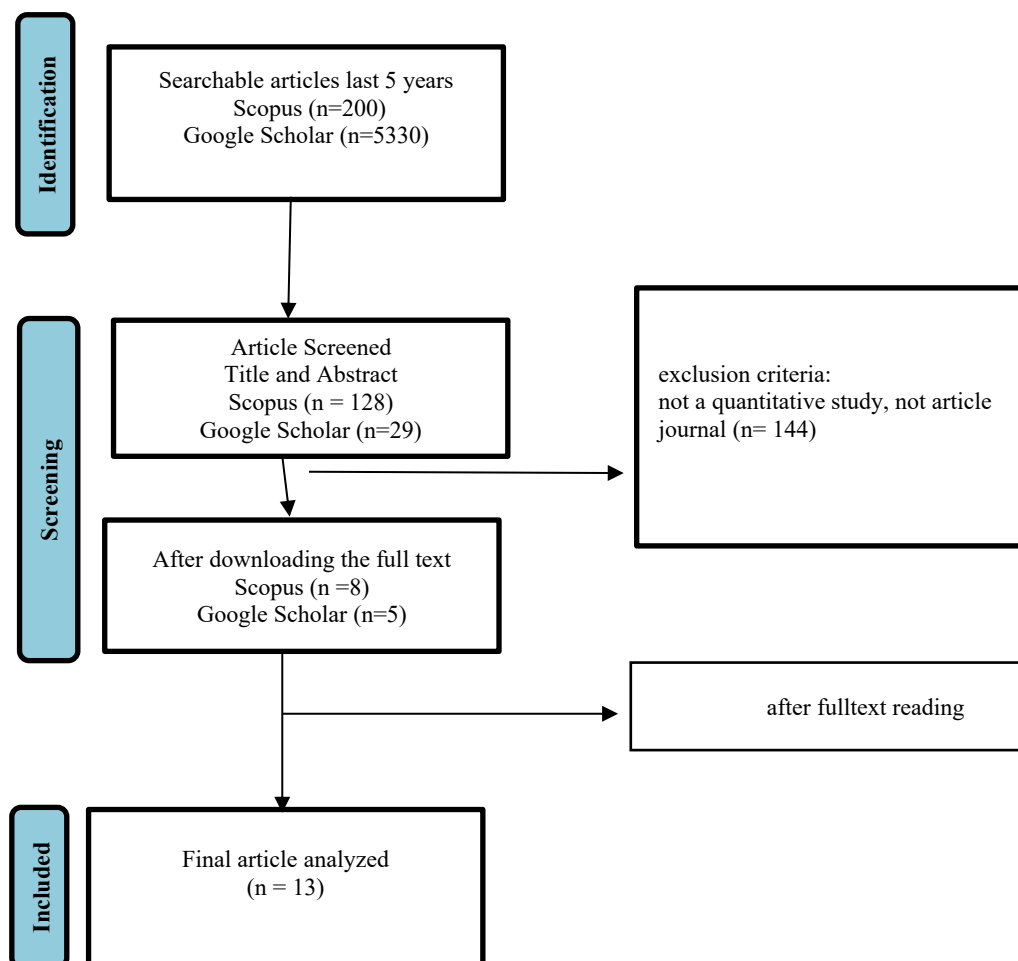 Identification
Searchable articles last 5 years
Scopus (n=200)
Google Scholar (n=5330)
Screening
Article Screened
Title and Abstract
Scopus (n = 128)
Google Scholar (n=29)
exclusion criteria:
not a quantitative study, not article
journal (n= 144)
After downloading the full text
Scopus (n =8)
Google Scholar (n=5)
after fulltext reading
Included
Final article analyzed
(n = 13)